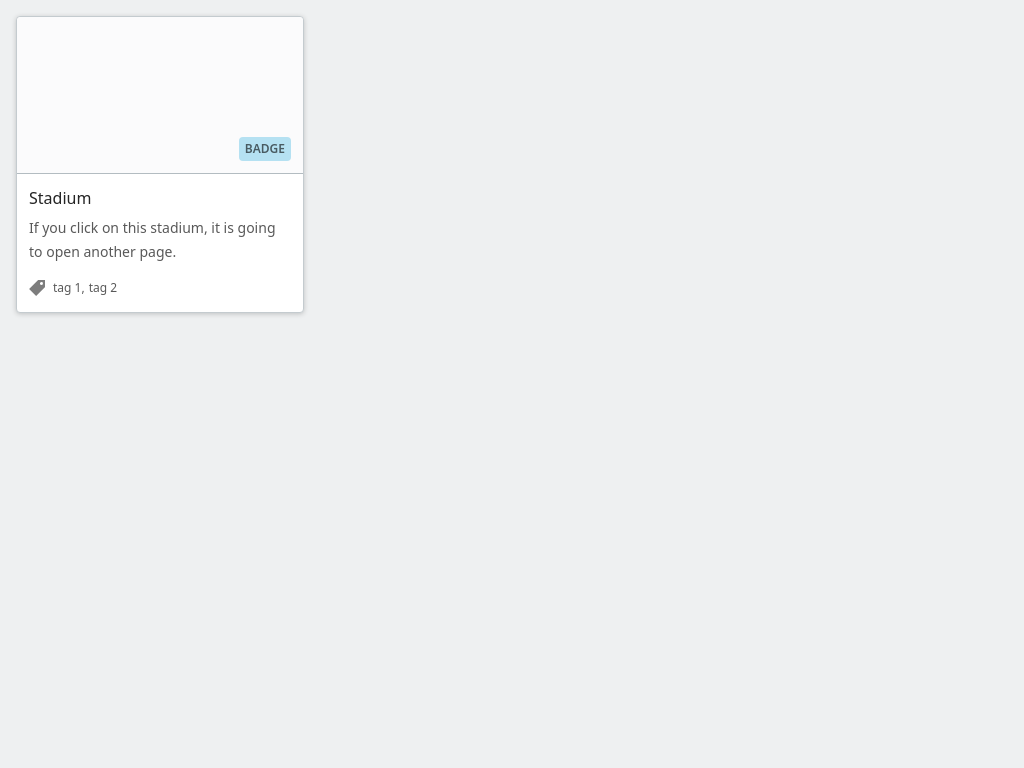 BADGE
Stadium
If you click on this stadium, it is going
to open another page.
tag 1, tag 2